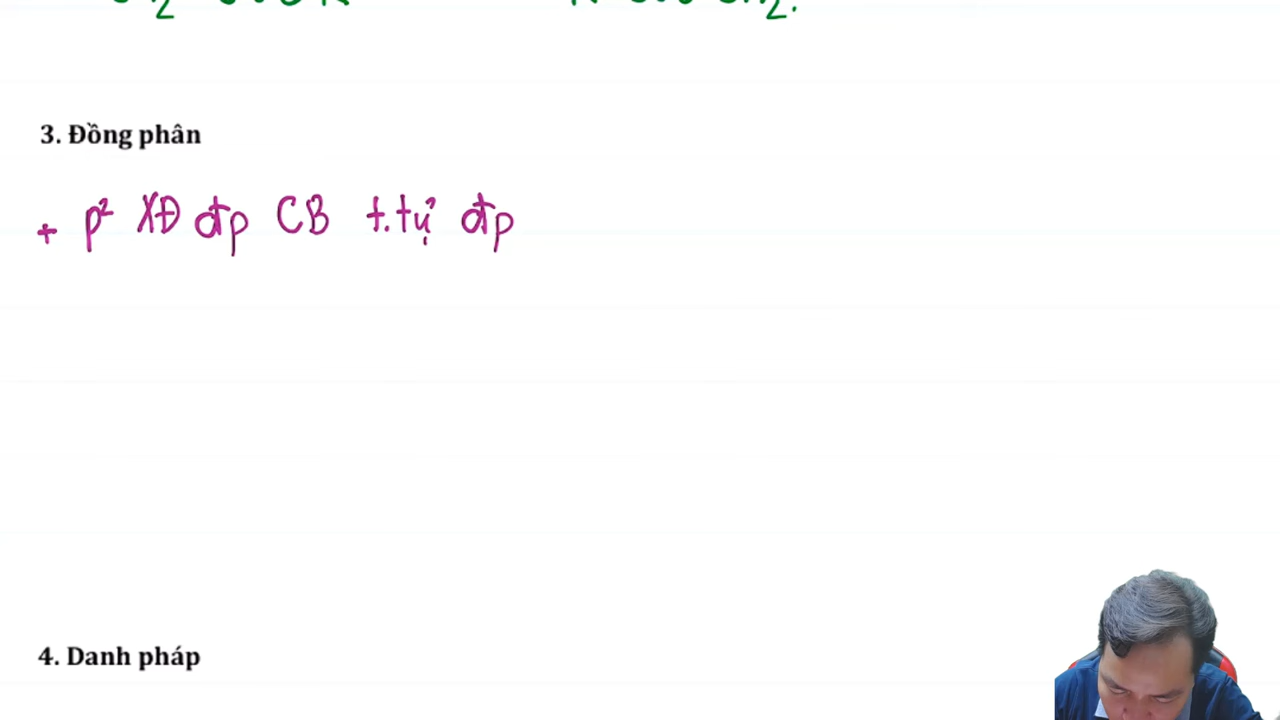 3. Đồng phân
+ p² XĐ đp CB t.tự đp
4. Danh pháp